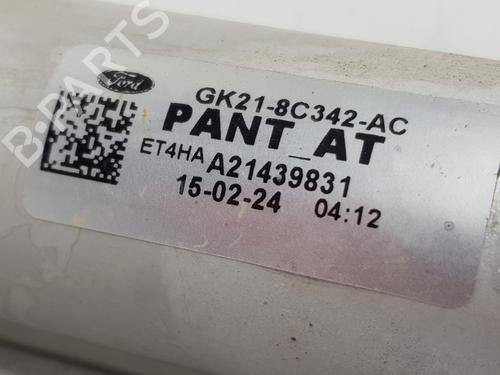 B-PARTS
Ford
GK21-8C342-AC
PANT_AT
ET4HA A21439831
15-02-24 04:12